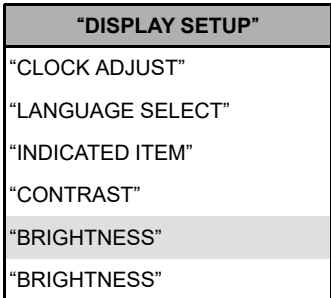 “DISPLAY SETUP”
“CLOCK ADJUST”
“LANGUAGE SELECT”
“INDICATED ITEM”
“CONTRAST”
“BRIGHTNESS”
“BRIGHTNESS”